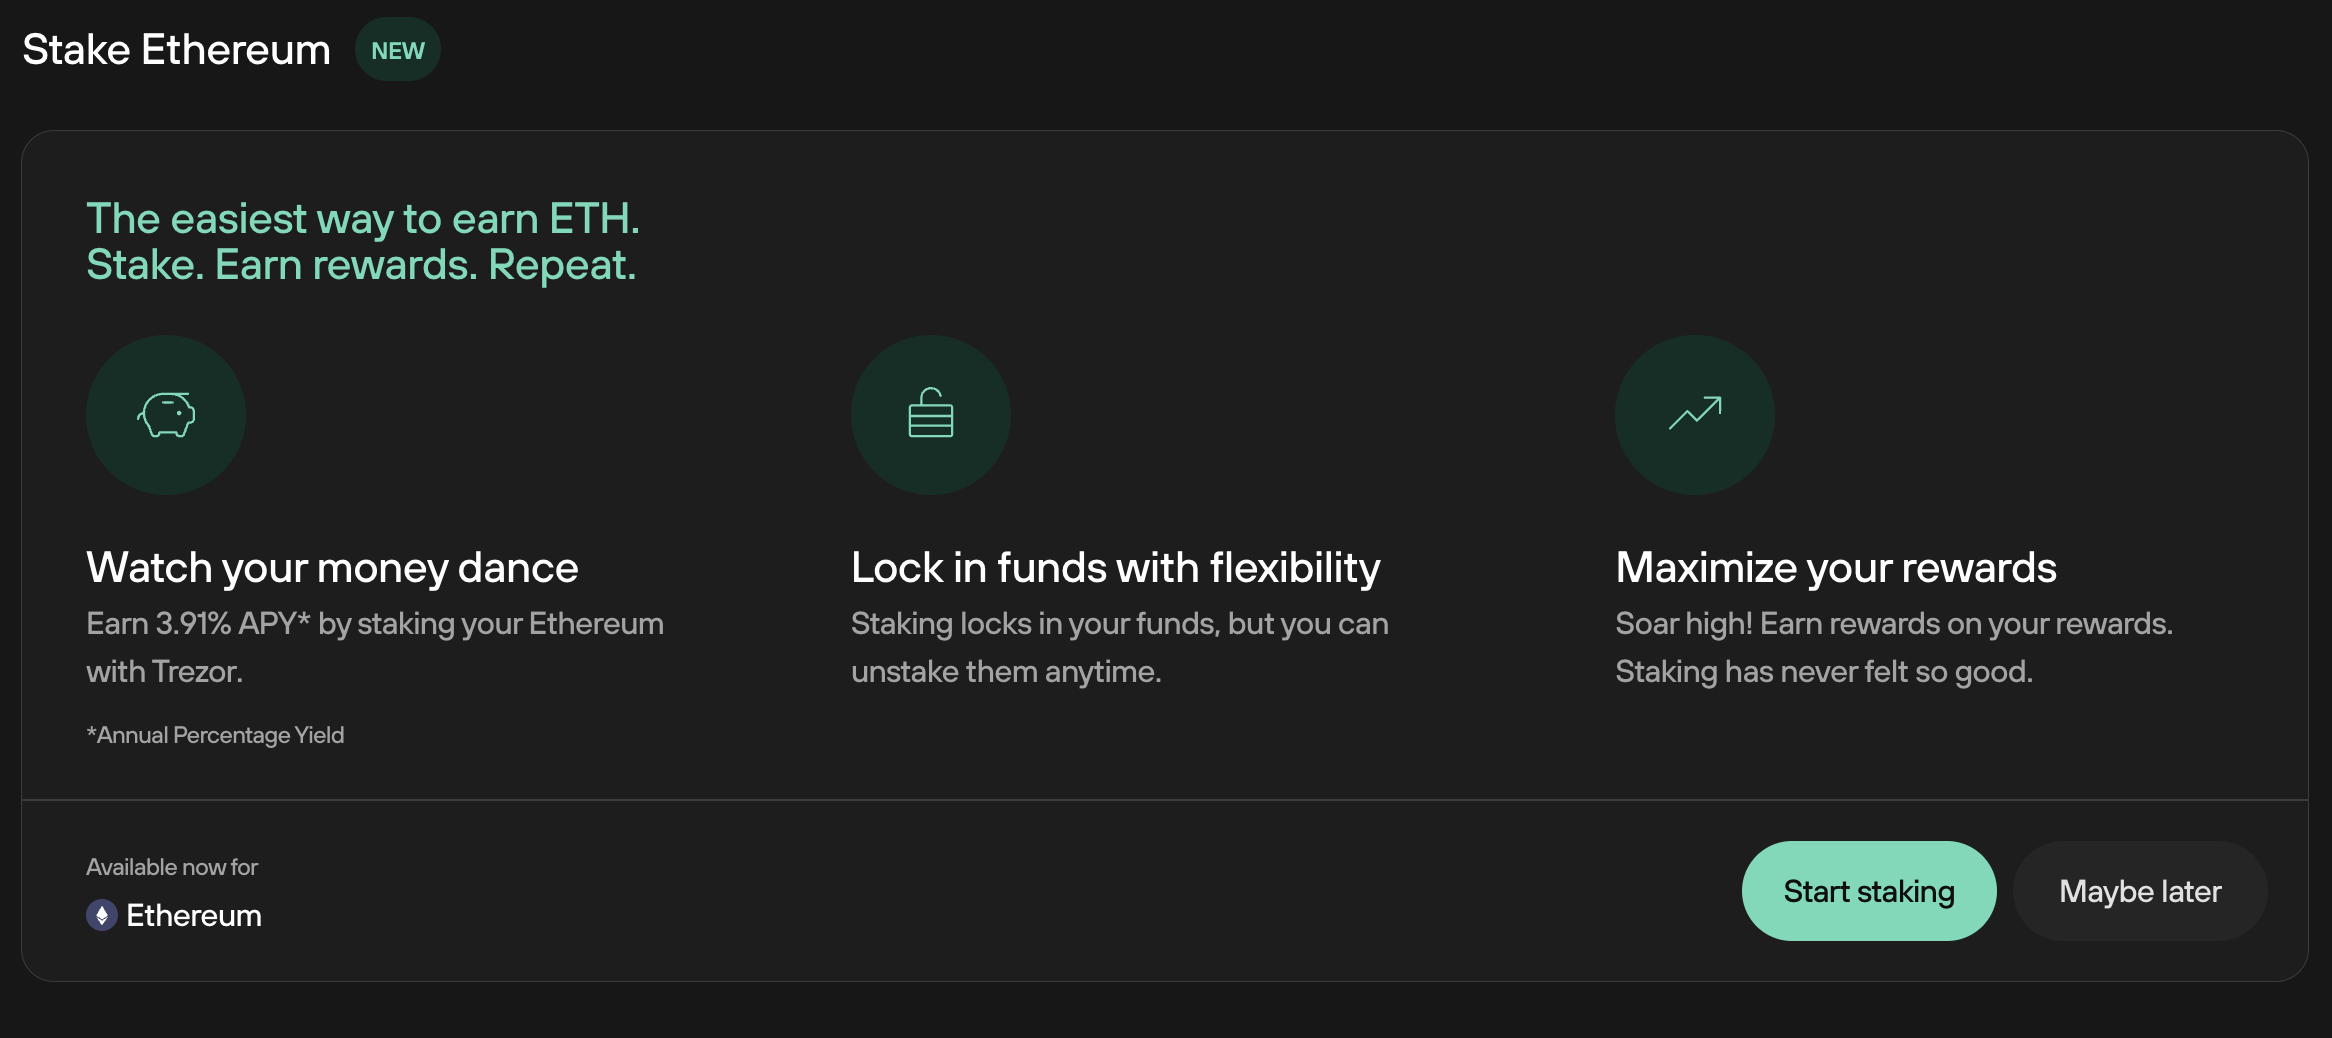 Stake Ethereum
NEW
The easiest way to earn ETH.
Stake. Earn rewards. Repeat.
Watch your money dance
Earn 3.91% APY* by staking your Ethereum
with Trezor.
*Annual Percentage Yield
Lock in funds with flexibility
Staking locks in your funds, but you can
unstake them anytime.
Maximize your rewards
Soar high! Earn rewards on your rewards.
Staking has never felt so good.
Available now for
Ethereum
Start staking
Maybe later